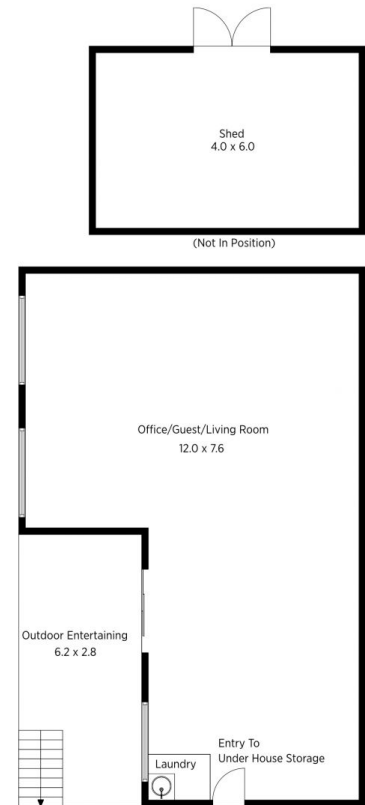 Shed
4.0 x 6.0
(Not In Position)
Office/Guest/Living Room
12.0 x 7.6
Outdoor Entertaining
6.2 x 2.8
Entry To
Under House Storage
Laundry